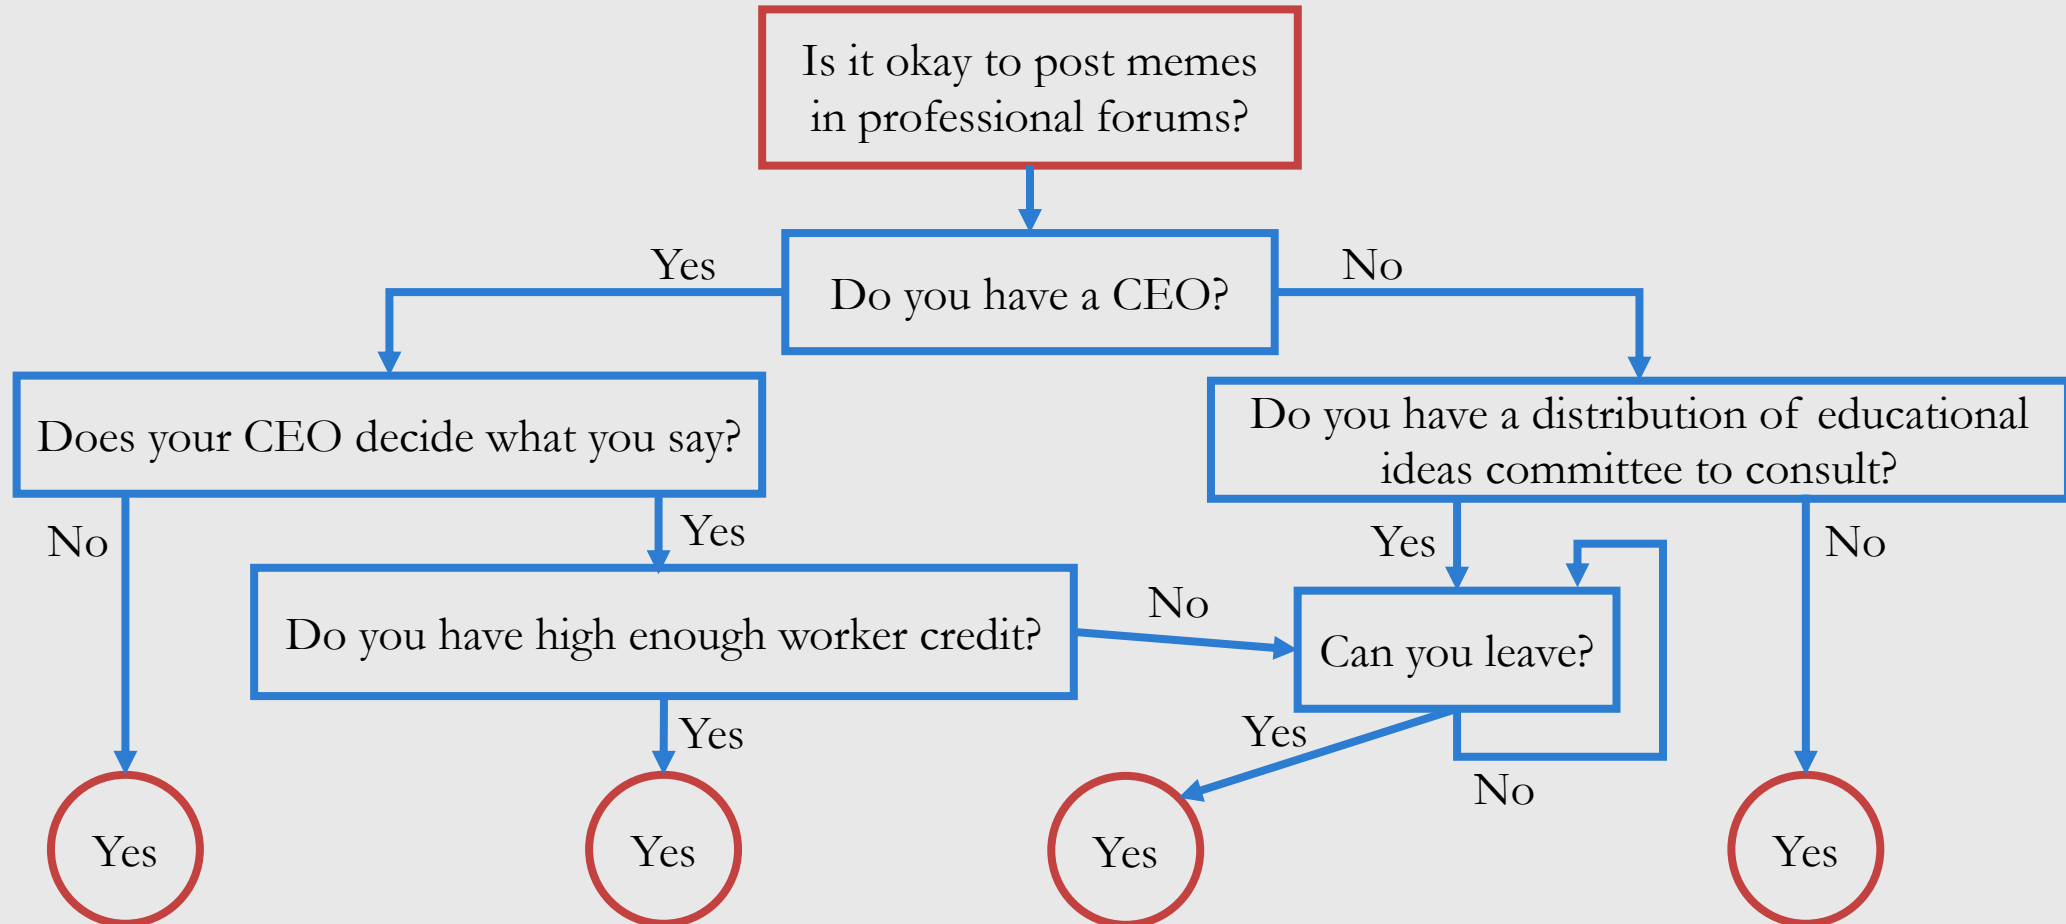 Is it okay to post memes
in professional forums?
Yes
No
Do you have a CEO?
Does your CEO decide what you say?
Do you have a distribution of educational
ideas committee to consult?
No
Yes
Yes
No
Do you have high enough worker credit?
No
Can you leave?
Yes
Yes
No
Yes
Yes
Yes
Yes